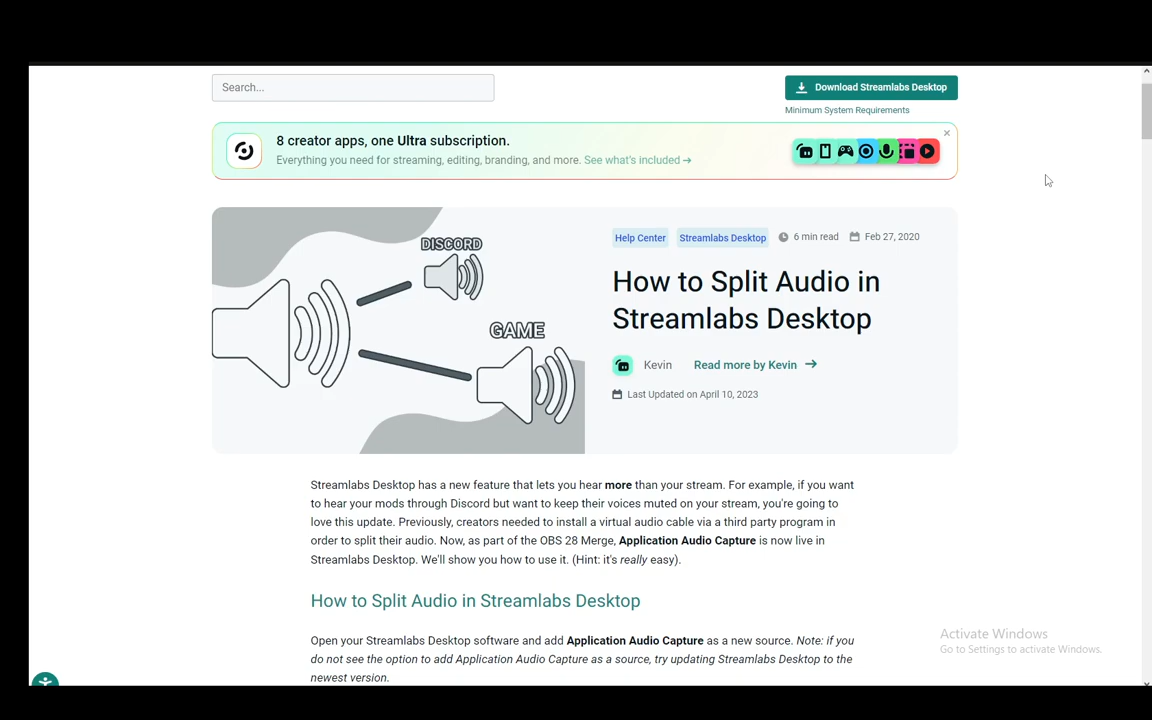 Search...
Download Streamlabs Desktop
Minimum System Requirements
8 creator apps, one Ultra subscription.
Everything you need for streaming, editing, branding, and more. See what's included →
DISCORD
GAME
Help Center Streamlabs Desktop 6 min read Feb 27, 2020
How to Split Audio in
Streamlabs Desktop
Kevin Read more by Kevin →
Last Updated on April 10, 2023
Streamlabs Desktop has a new feature that lets you hear more than your stream. For example, if you want
to hear your mods through Discord but want to keep their voices muted on your stream, you're going to
love this update. Previously, creators needed to install a virtual audio cable via a third party program in
order to split their audio. Now, as part of the OBS 28 Merge, Application Audio Capture is now live in
Streamlabs Desktop. We'll show you how to use it. (Hint: it's really easy).
How to Split Audio in Streamlabs Desktop
Open your Streamlabs Desktop software and add Application Audio Capture as a new source. Note: if you
do not see the option to add Application Audio Capture as a source, try updating Streamlabs Desktop to the
newest version.
Activate Windows
Go to Settings to activate Windows.